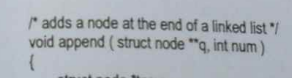 /* adds a node at the end of a linked list */
void append ( struct node **q, int num )
{